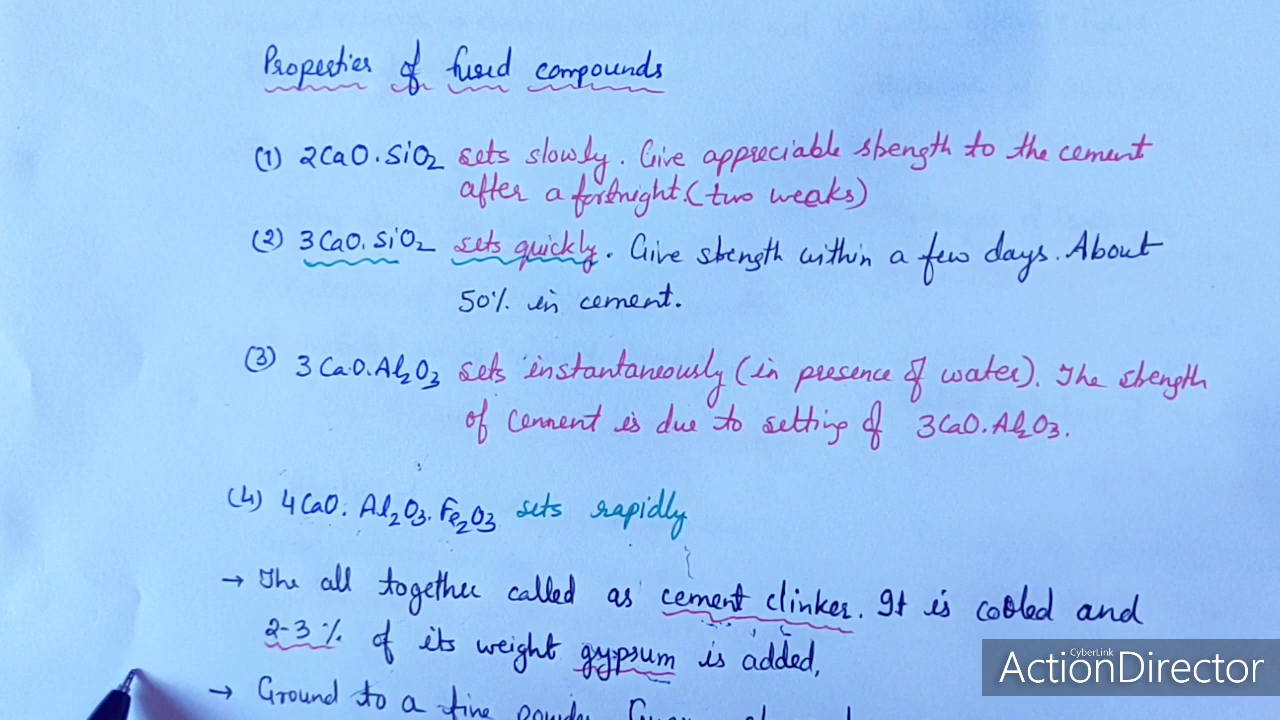 Properties of fused compounds
(1) 2CaO.SiO2 sets slowly. Give appreciable strength to the cement
after a fortnight.(two weaks)
(2) 3CaO.SiO2 sets quickly. Give strength within a few days. About
50% in cement.
(3) 3CaO.Al2O3 sets instantaneously (in presence of water). The strength
of cement is due to setting of 3CaO.Al2O3.
(4) 4CaO. Al2O3.Fe2O3 sets rapidly
→ The all together called as cement clinker. It is cooled and
2-3% of its weight gypsum is added,
CyberLink
ActionDirector
→ Ground to a fine powder.